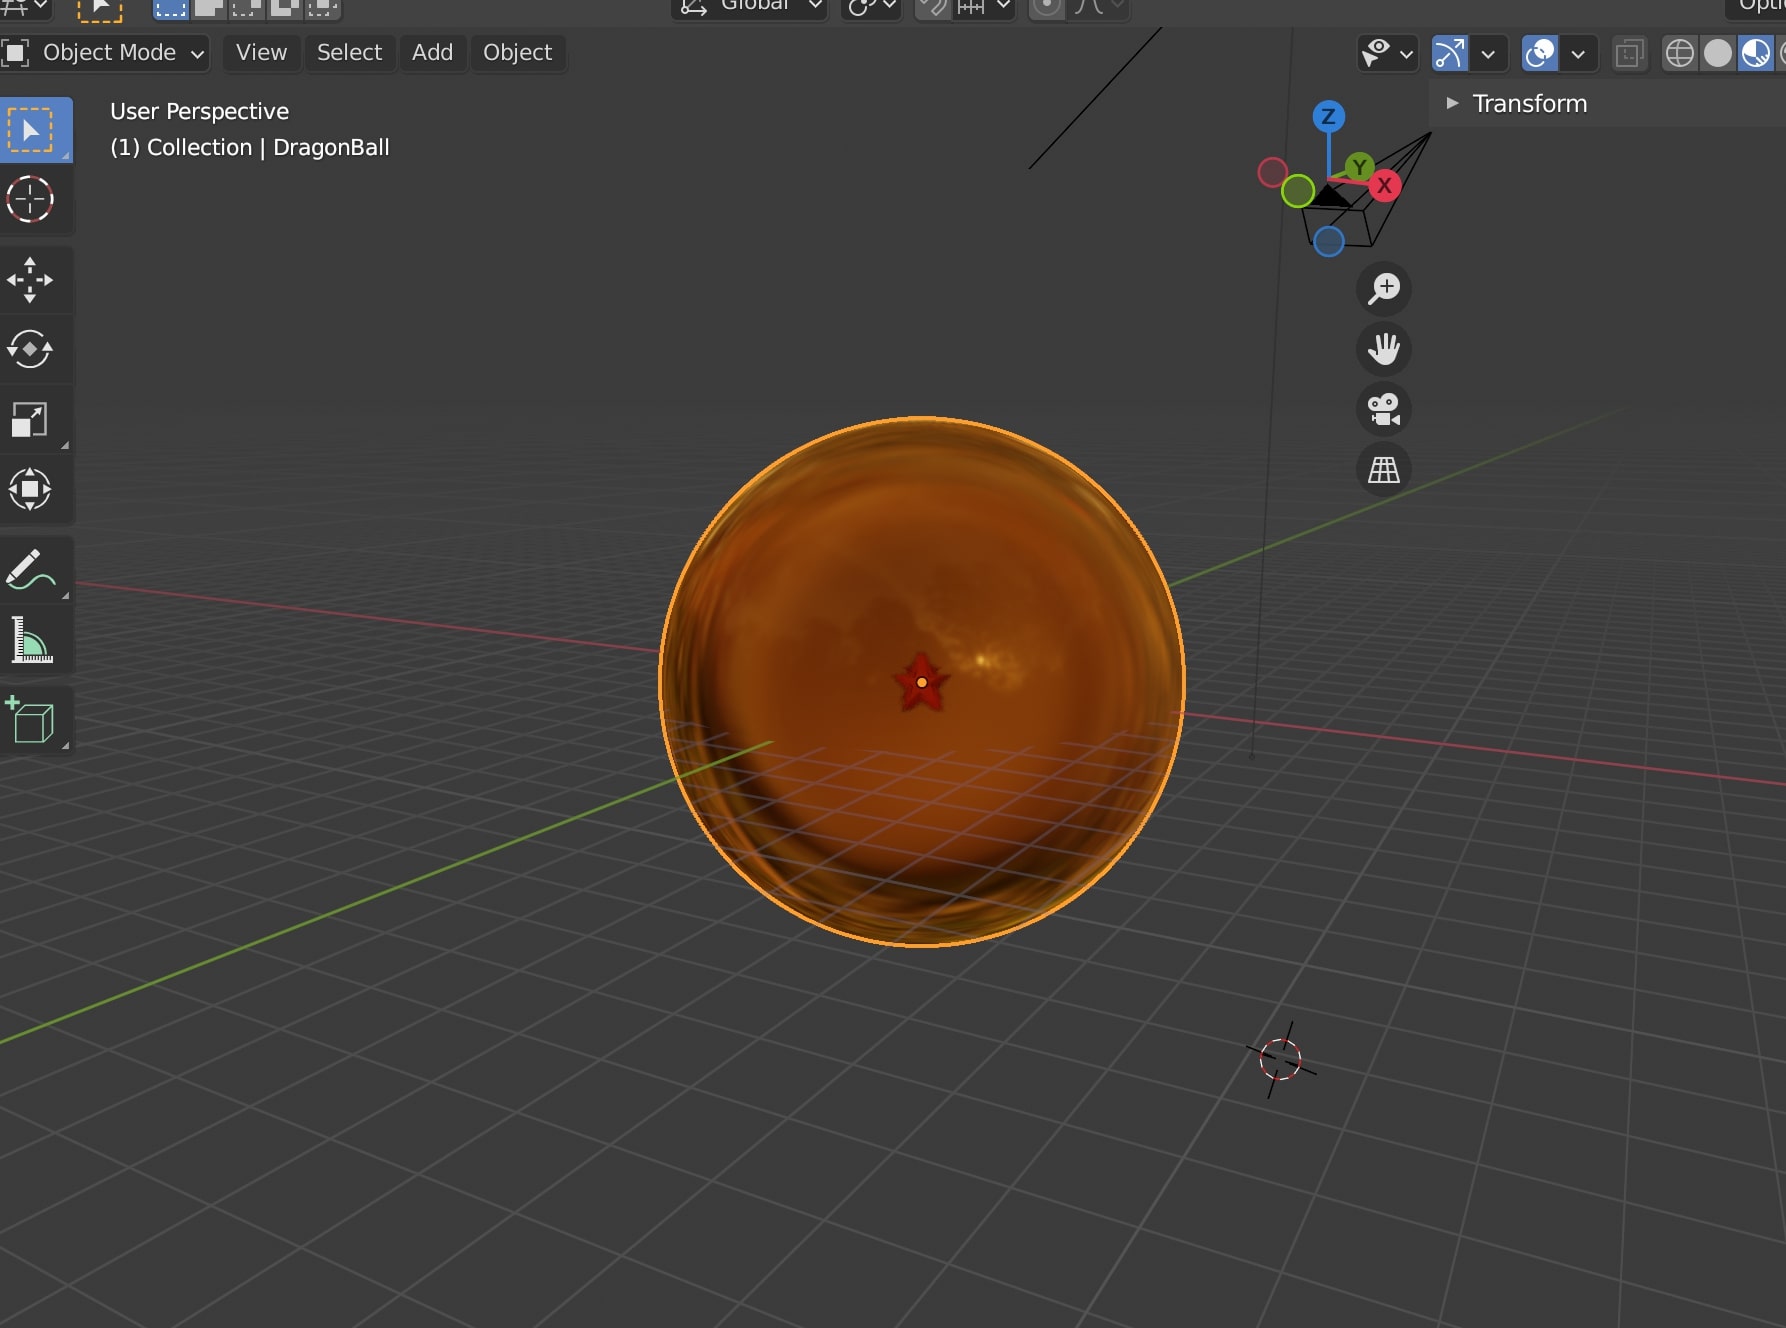 Global
Opti
Object Mode View Select Add Object
User Perspective
(1) Collection | DragonBall
Transform
Z
Y
X